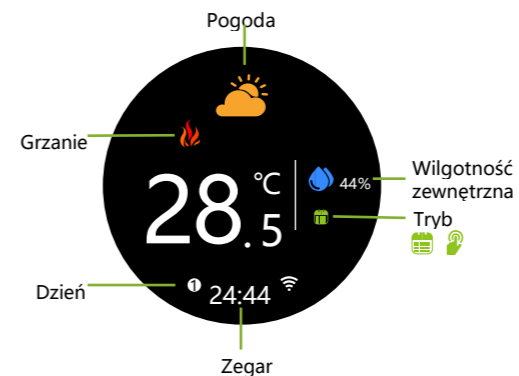 Pogoda
Grzanie
28.5 °C
44%
Wilgotność
zewnętrzna
Tryb
Dzień
1
24:44
Zegar